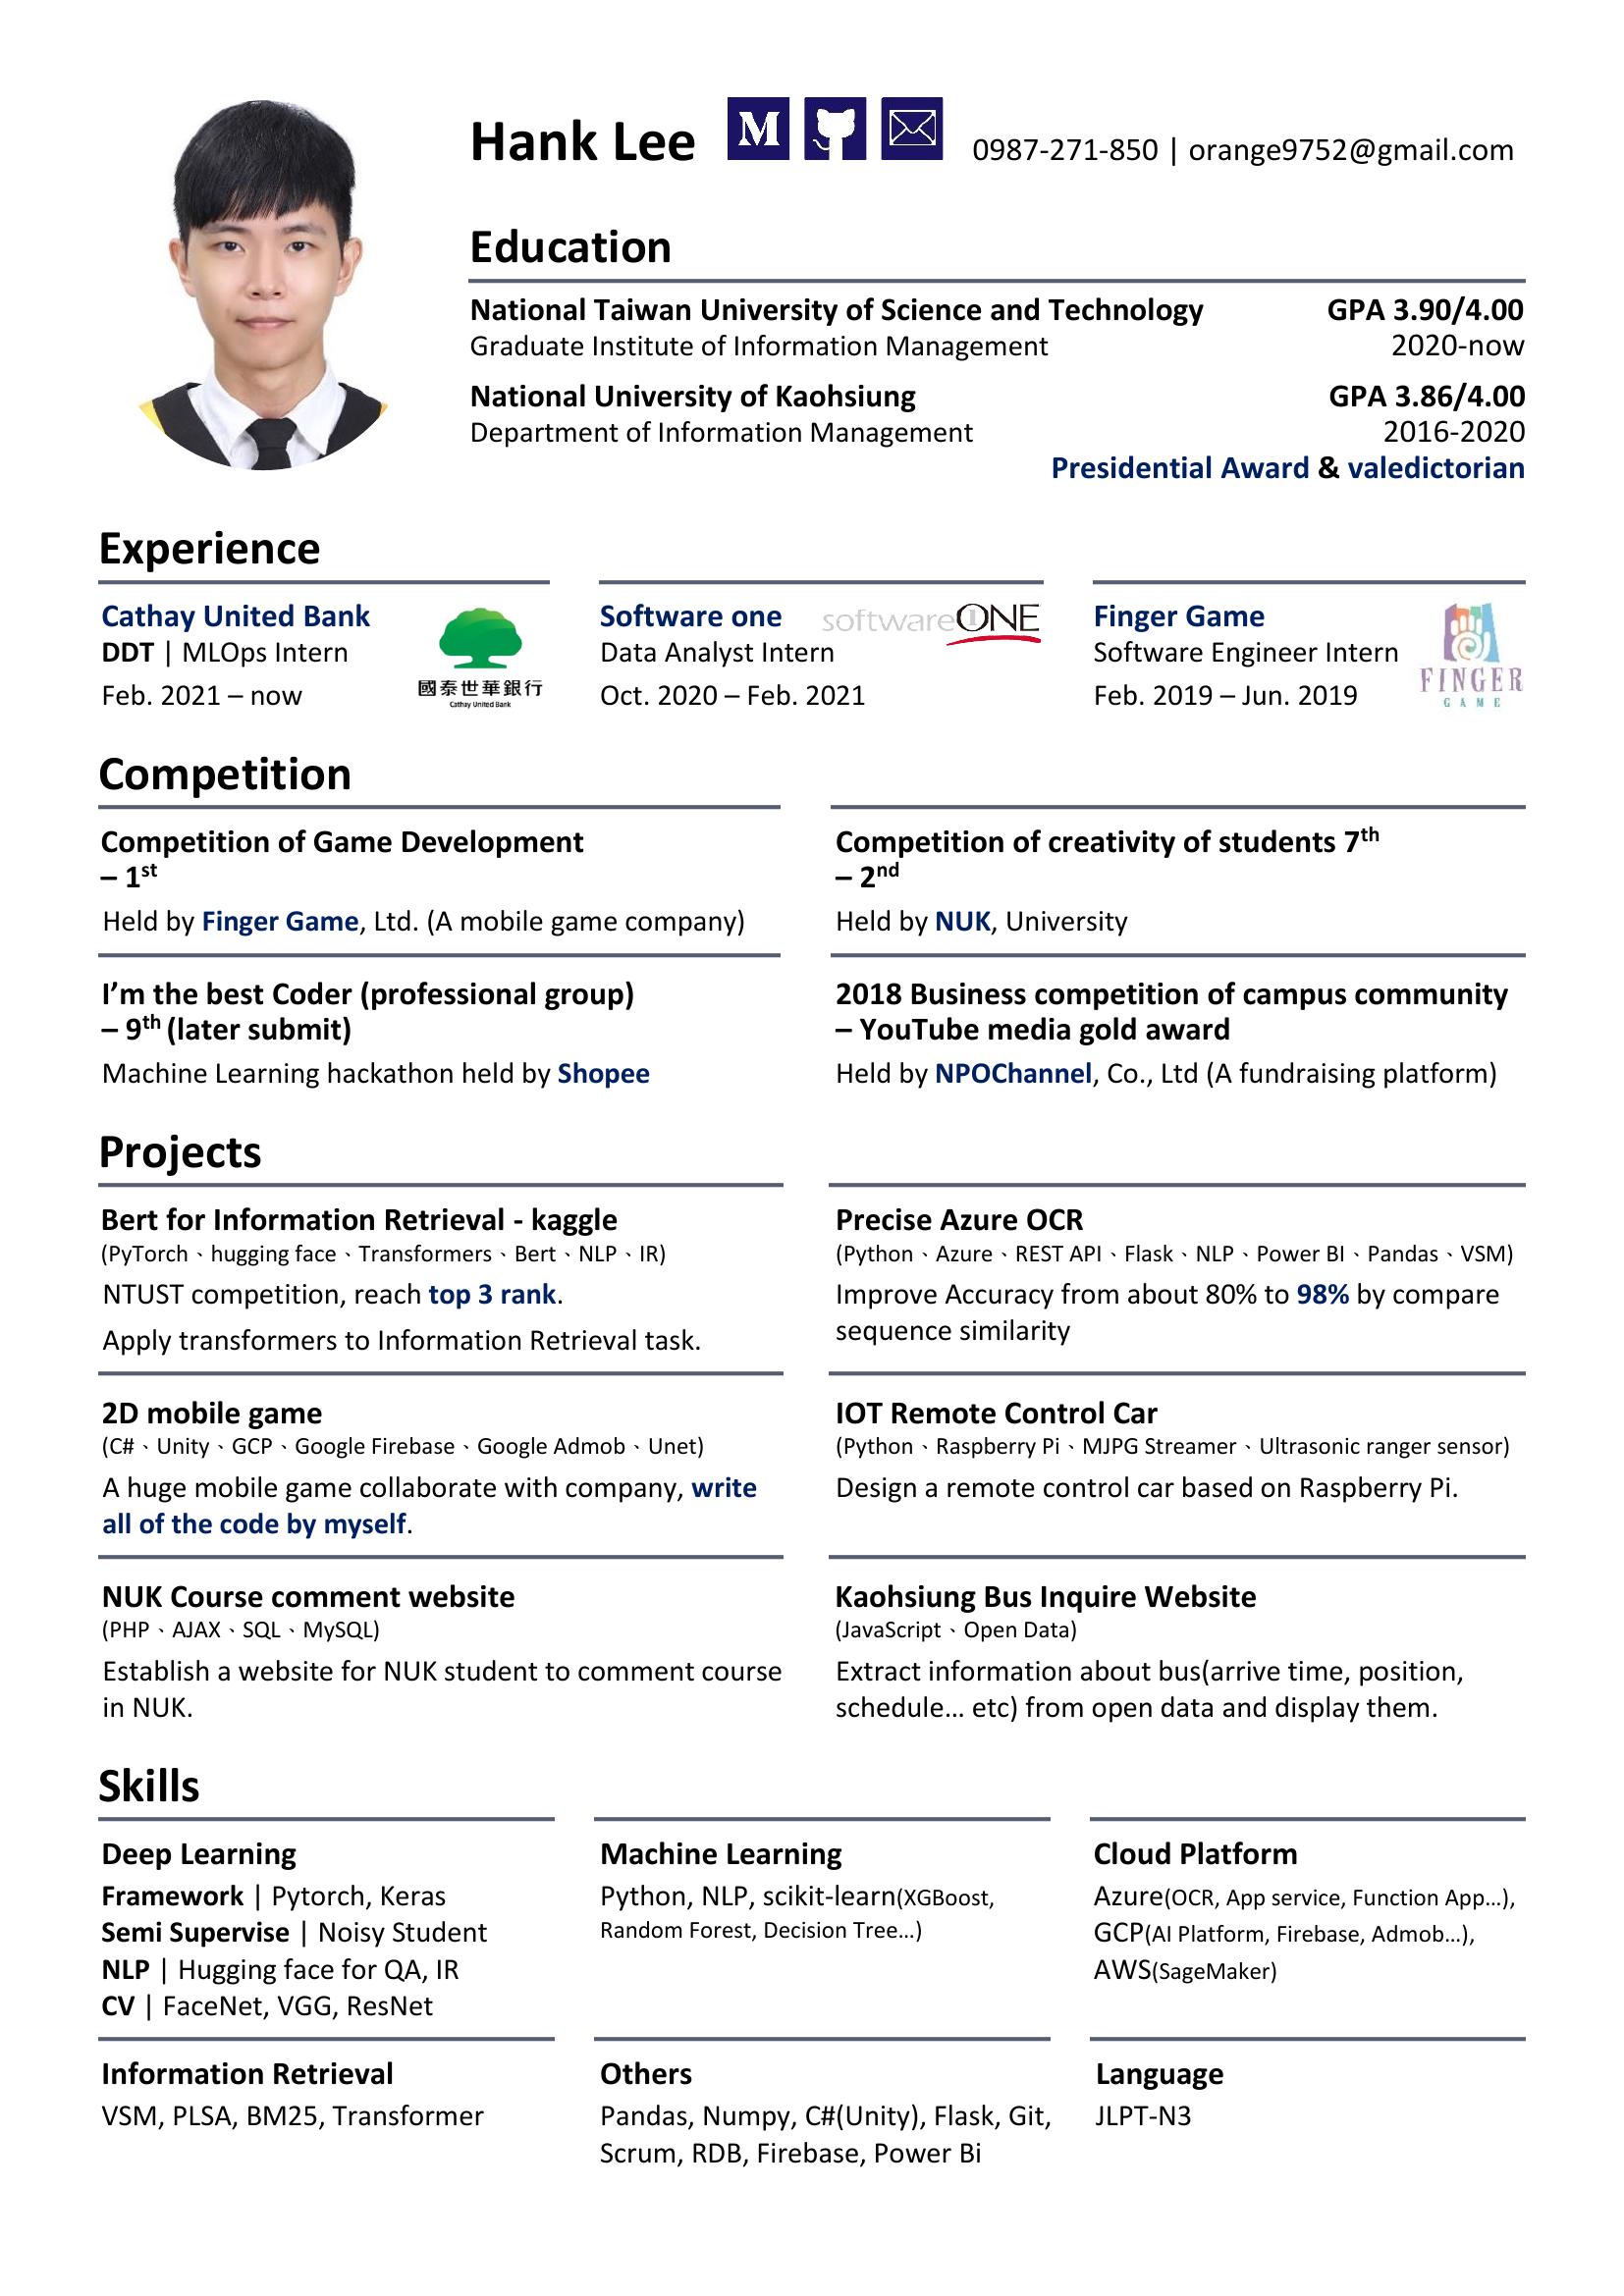 Hank Lee
M
0987-271-850 | orange9752@gmail.com
Education
National Taiwan University of Science and Technology GPA 3.90/4.00
Graduate Institute of Information Management 2020-now
National University of Kaohsiung GPA 3.86/4.00
Department of Information Management 2016-2020
Presidential Award & valedictorian
Experience
Cathay United Bank
DDT | MLOps Intern
Feb. 2021 – now
國泰世華銀行
Cathay United Bank
Software one
softwareONE
Data Analyst Intern
Oct. 2020 – Feb. 2021
Finger Game
Software Engineer Intern
Feb. 2019 – Jun. 2019
FINGER
GAME
Competition
Competition of Game Development
– 1st
Held by Finger Game, Ltd. (A mobile game company)
Competition of creativity of students 7th
– 2nd
Held by NUK, University
I’m the best Coder (professional group)
– 9th (later submit)
Machine Learning hackathon held by Shopee
2018 Business competition of campus community
– YouTube media gold award
Held by NPOChannel, Co., Ltd (A fundraising platform)
Projects
Bert for Information Retrieval - kaggle
(PyTorch、hugging face、Transformers、Bert、NLP、IR)
NTUST competition, reach top 3 rank.
Apply transformers to Information Retrieval task.
Precise Azure OCR
(Python、Azure、REST API、Flask、NLP、Power BI、Pandas、VSM)
Improve Accuracy from about 80% to 98% by compare
sequence similarity
2D mobile game
(C#、Unity、GCP、Google Firebase、Google Admob、Unet)
A huge mobile game collaborate with company, write
all of the code by myself.
IOT Remote Control Car
(Python、Raspberry Pi、MJPG Streamer、Ultrasonic ranger sensor)
Design a remote control car based on Raspberry Pi.
NUK Course comment website
(PHP、AJAX、SQL、MySQL)
Establish a website for NUK student to comment course
in NUK.
Kaohsiung Bus Inquire Website
(JavaScript、Open Data)
Extract information about bus(arrive time, position,
schedule… etc) from open data and display them.
Skills
Deep Learning
Framework | Pytorch, Keras
Semi Supervise | Noisy Student
NLP | Hugging face for QA, IR
CV | FaceNet, VGG, ResNet
Machine Learning
Python, NLP, scikit-learn(XGBoost,
Random Forest, Decision Tree…)
Cloud Platform
Azure(OCR, App service, Function App…),
GCP(AI Platform, Firebase, Admob…),
AWS(SageMaker)
Information Retrieval
VSM, PLSA, BM25, Transformer
Others
Pandas, Numpy, C#(Unity), Flask, Git,
Scrum, RDB, Firebase, Power Bi
Language
JLPT-N3